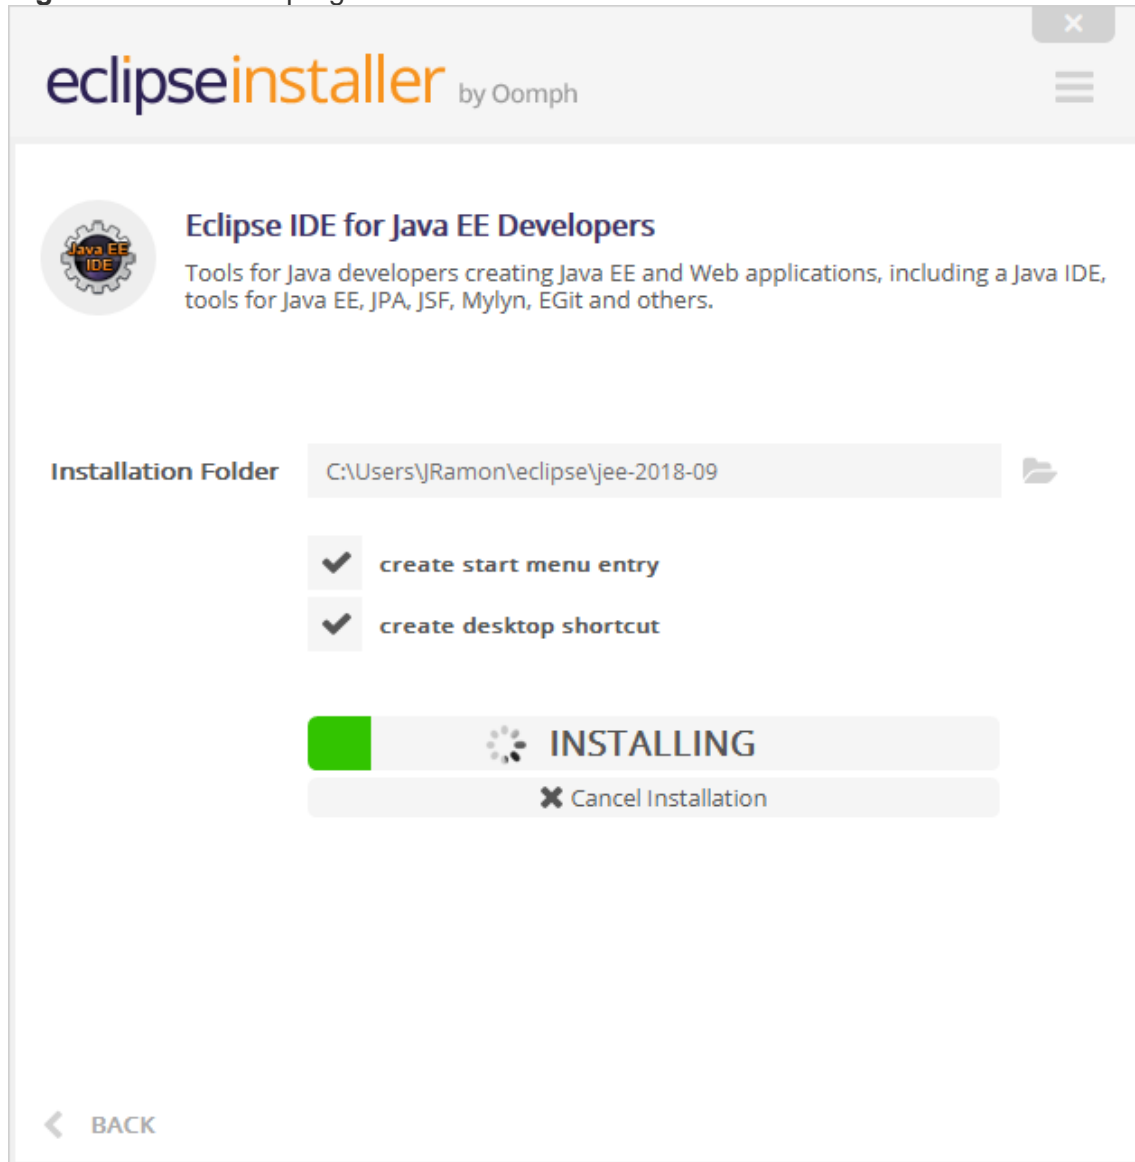 eclipseinstaller by Oomph
Java EE
IDE
Eclipse IDE for Java EE Developers
Tools for Java developers creating Java EE and Web applications, including a Java IDE,
tools for Java EE, JPA, JSF, Mylyn, EGit and others.
Installation Folder C:\Users\JRamon\eclipse\jee-2018-09
create start menu entry
create desktop shortcut
INSTALLING
Cancel Installation
BACK